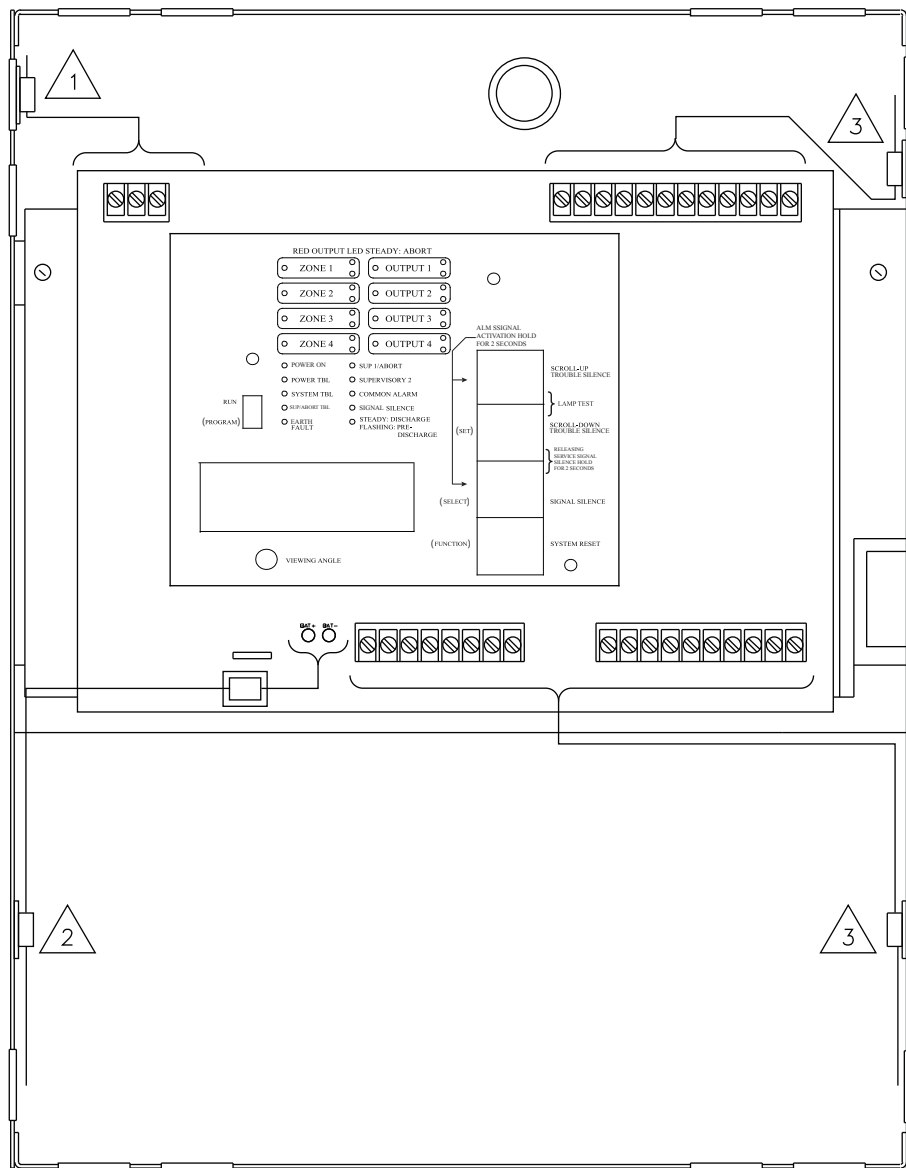 1
3
RED OUTPUT LED STEADY: ABORT
ZONE 1
OUTPUT 1
ZONE 2
OUTPUT 2
ZONE 3
OUTPUT 3
ZONE 4
OUTPUT 4
ALM SSIGNAL
ACTIVATION HOLD
FOR 2 SECONDS
POWER ON
SUP 1/ABORT
POWER TBL
SUPERVISORY 2
SYSTEM TBL
COMMON ALARM
SUP/ABORT TBL
SIGNAL SILENCE
EARTH
FAULT
STEADY: DISCHARGE
FLASHING: PRE-
DISCHARGE
RUN
(PROGRAM)
SCROLL-UP
TROUBLE SILENCE
LAMP TEST
(SET)
SCROLL-DOWN
TROUBLE SILENCE
RELEASING
SERVICE SIGNAL
SILENCE HOLD
FOR 2 SECONDS
(SELECT)
SIGNAL SILENCE
(FUNCTION)
SYSTEM RESET
VIEWING ANGLE
BAT+
BAT-
2
3